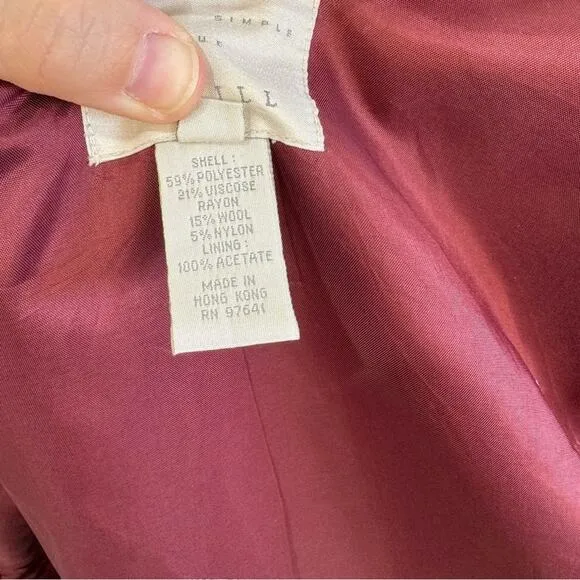 SIMPLE
L L
SHELL:
59% POLYESTER
21% VISCOSE
RAYON
15% WOOL
5% NYLON
LINING:
100% ACETATE
MADE IN
HONG KONG
RN 97641